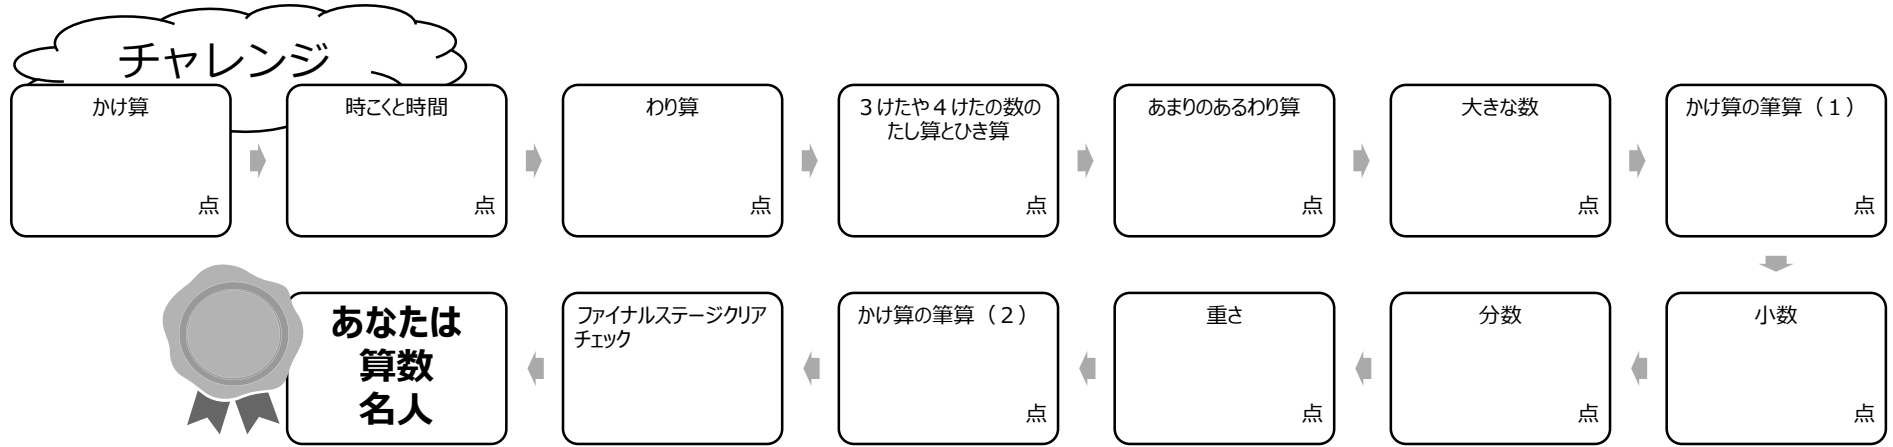 チャレンジ
かけ算
点
時こくと時間
点
わり算
点
３けたや４けたの数の
たし算とひき算
点
あまりのあるわり算
点
大きな数
点
かけ算の筆算（１）
点
小数
点
分数
点
重さ
点
かけ算の筆算（２）
点
ファイナルステージクリア
チェック
あなたは
算数
名人